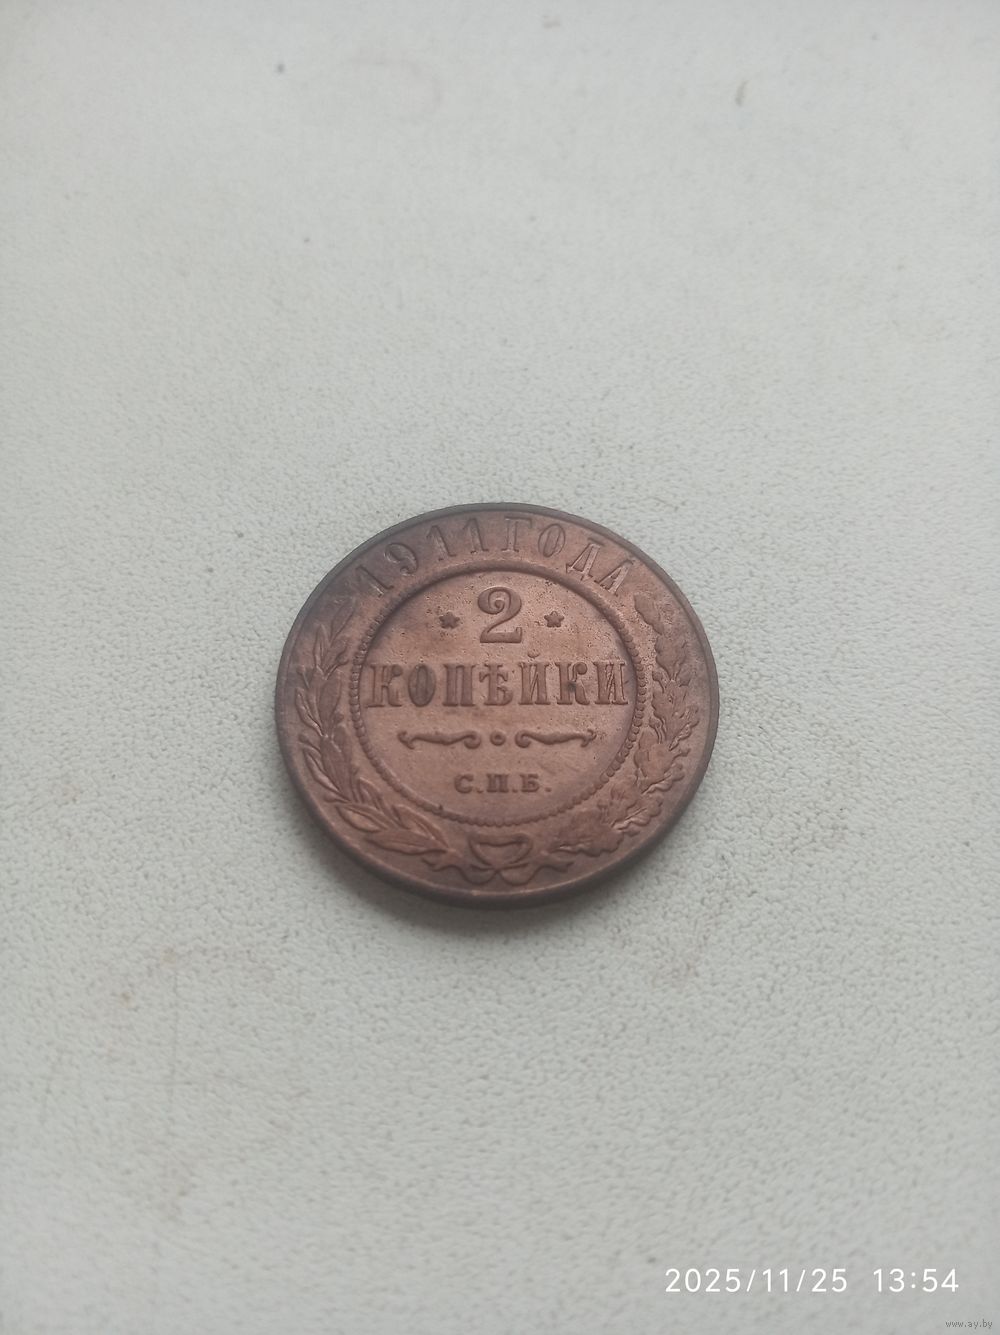 1911 ГОДА
* 2 *
КОПѢЙКИ
С.П.Б.
2025/11/25 13:54
www.ay.by